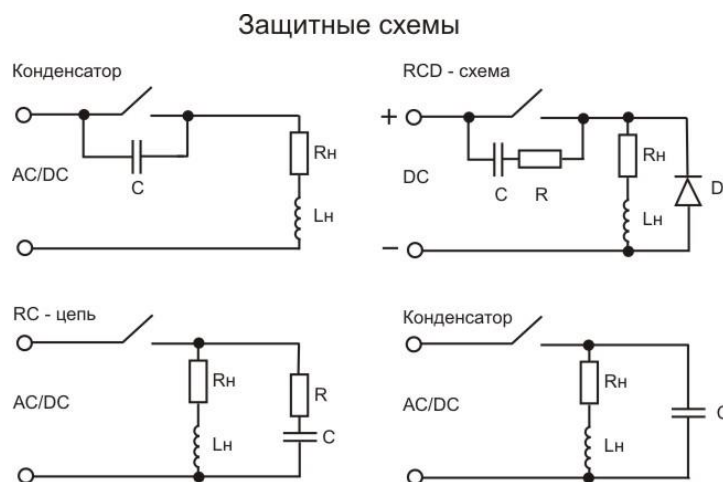 Защитные схемы
Конденсатор
AC/DC
C
Rн
Lн
RCD - схема
+
DC
−
C R
Rн
Lн
D
RC - цепь
AC/DC
Rн
Lн
R
C
Конденсатор
AC/DC
Rн
Lн